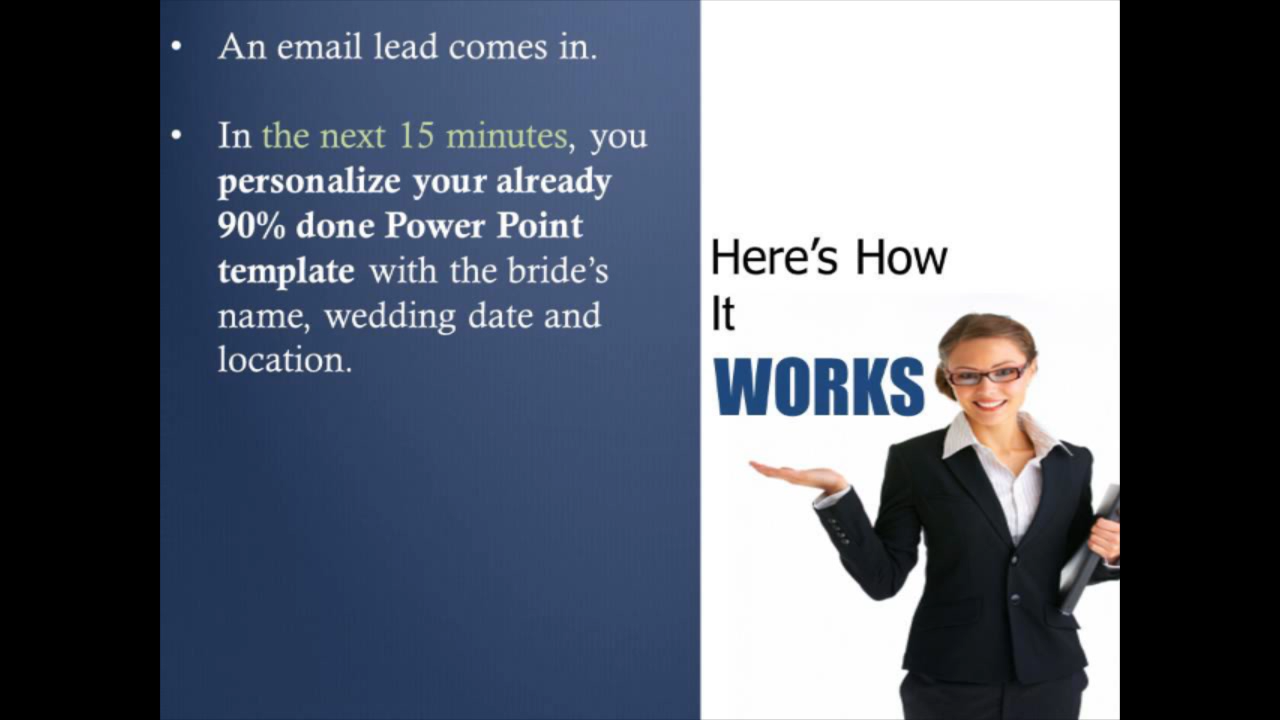 An email lead comes in.
In the next 15 minutes, you
personalize your already
90% done Power Point
template with the bride's
name, wedding date and
location.
Here's How
It
WORKS